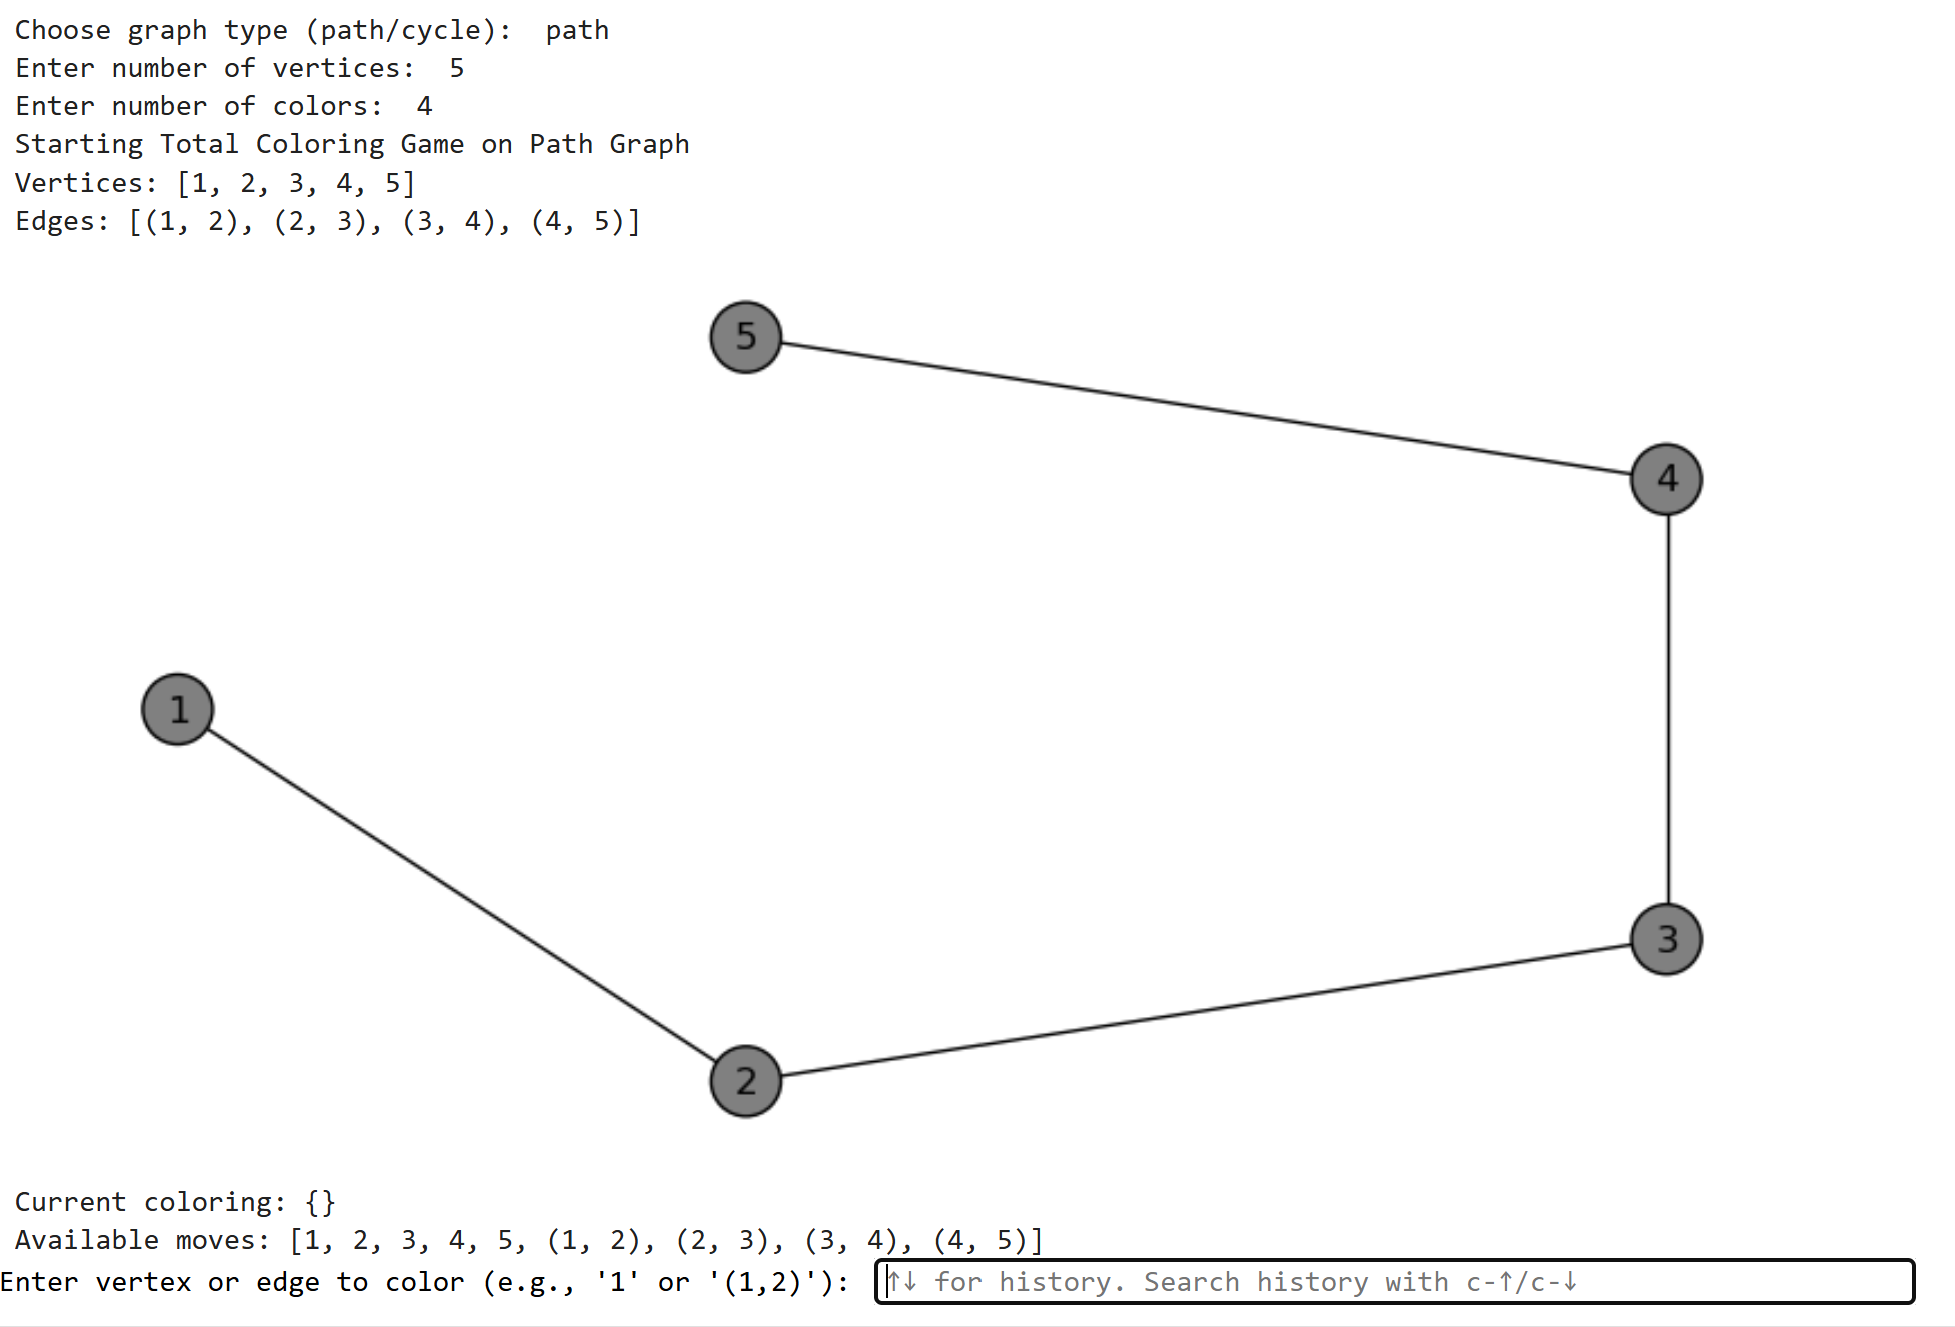 Choose graph type (path/cycle):  path
Enter number of vertices:  5
Enter number of colors:  4
Starting Total Coloring Game on Path Graph
Vertices: [1, 2, 3, 4, 5]
Edges: [(1, 2), (2, 3), (3, 4), (4, 5)]
5
4
1
3
2
Current coloring: {}
Available moves: [1, 2, 3, 4, 5, (1, 2), (2, 3), (3, 4), (4, 5)]
Enter vertex or edge to color (e.g., '1' or '(1,2)'): ↑↓ for history. Search history with c-↑/c-↓